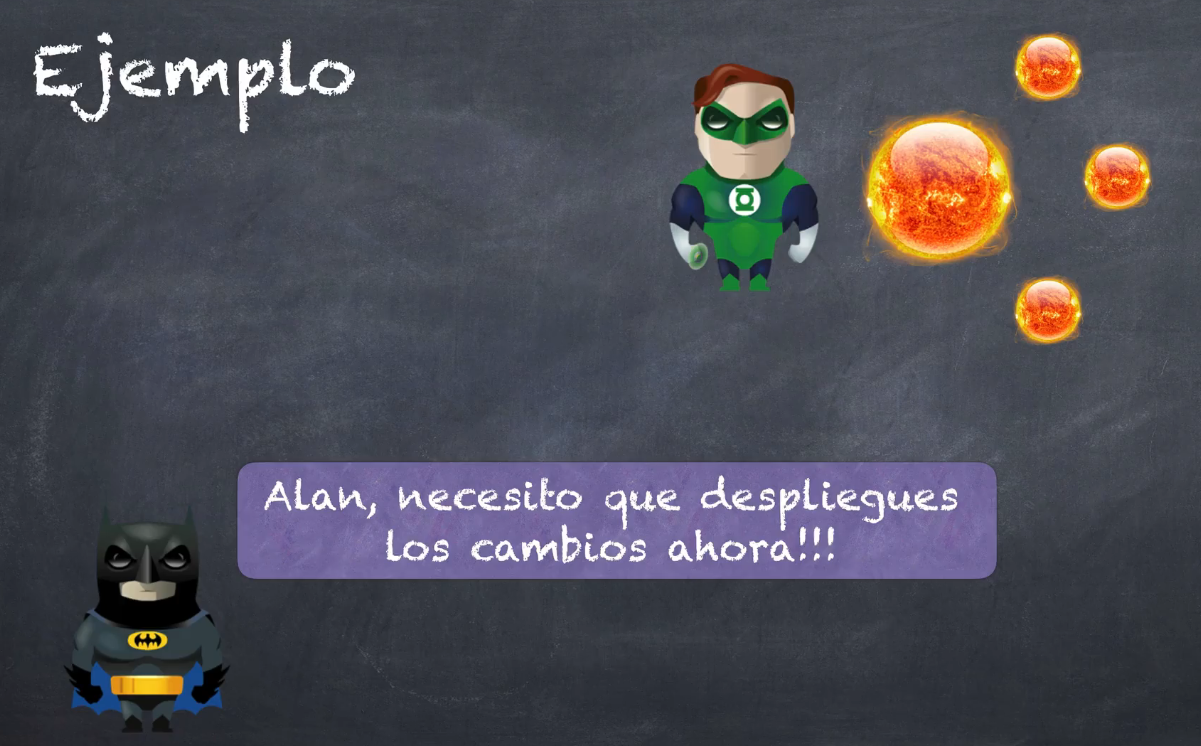 Ejemplo
Alan, necesito que despliegues
los cambios ahora!!!